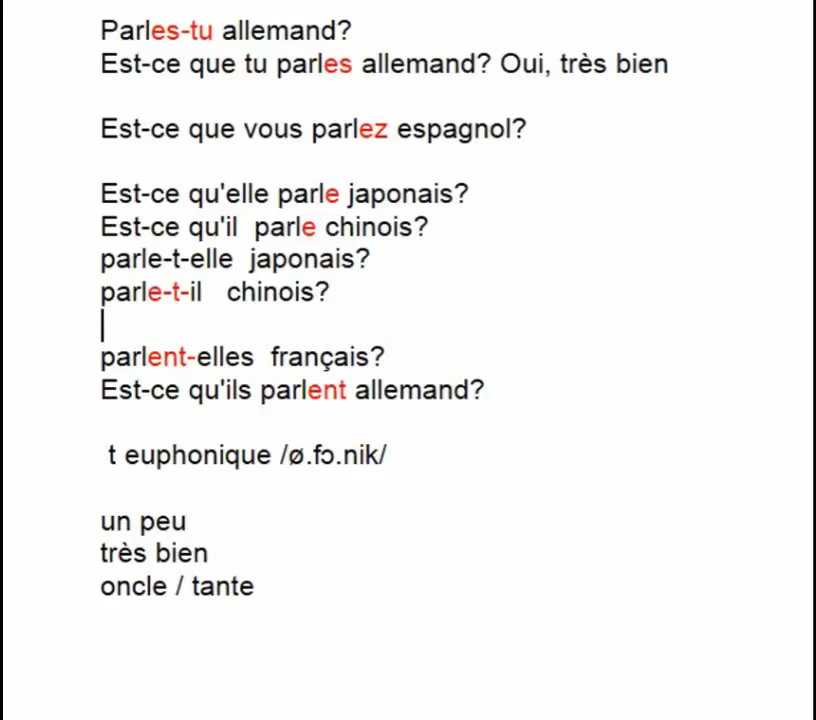 Parles-tu allemand?
Est-ce que tu parles allemand? Oui, très bien
Est-ce que vous parlez espagnol?
Est-ce qu'elle parle japonais?
Est-ce qu'il  parle chinois?
parle-t-elle  japonais?
parle-t-il   chinois?
parlent-elles  français?
Est-ce qu'ils parlent allemand?
t euphonique /ø.fɔ.nik/
un peu
très bien
oncle / tante